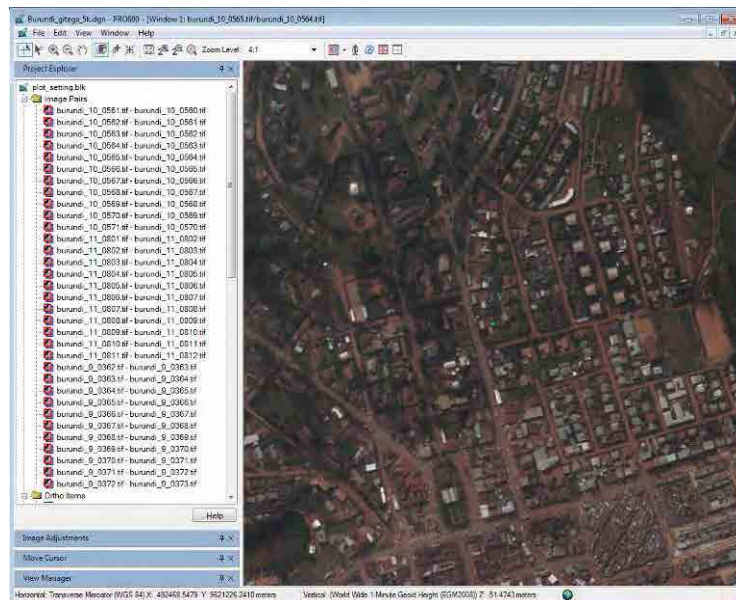 Burundi_gitega_5k.dgn - PRO600 - [Window 1: burundi_10_0565.tif/burundi_10_0564.tif]
File Edit View Window Help
Zoom Level: 4:1
Project Explorer
plot_setting.blk
Image Pairs
burundi_10_0561.tif - burundi_10_0560.tif
burundi_10_0562.tif - burundi_10_0561.tif
burundi_10_0563.tif - burundi_10_0562.tif
burundi_10_0564.tif - burundi_10_0563.tif
burundi_10_0565.tif - burundi_10_0564.tif
burundi_10_0566.tif - burundi_10_0565.tif
burundi_10_0567.tif - burundi_10_0566.tif
burundi_10_0568.tif - burundi_10_0567.tif
burundi_10_0569.tif - burundi_10_0568.tif
burundi_10_0570.tif - burundi_10_0569.tif
burundi_10_0571.tif - burundi_10_0570.tif
burundi_11_0801.tif - burundi_11_0802.tif
burundi_11_0802.tif - burundi_11_0803.tif
burundi_11_0803.tif - burundi_11_0804.tif
burundi_11_0804.tif - burundi_11_0805.tif
burundi_11_0805.tif - burundi_11_0806.tif
burundi_11_0806.tif - burundi_11_0807.tif
burundi_11_0807.tif - burundi_11_0808.tif
burundi_11_0808.tif - burundi_11_0809.tif
burundi_11_0809.tif - burundi_11_0810.tif
burundi_11_0810.tif - burundi_11_0811.tif
burundi_11_0811.tif - burundi_11_0812.tif
burundi_9_0362.tif - burundi_9_0363.tif
burundi_9_0363.tif - burundi_9_0364.tif
burundi_9_0364.tif - burundi_9_0365.tif
burundi_9_0365.tif - burundi_9_0366.tif
burundi_9_0366.tif - burundi_9_0367.tif
burundi_9_0367.tif - burundi_9_0368.tif
burundi_9_0368.tif - burundi_9_0369.tif
burundi_9_0369.tif - burundi_9_0370.tif
burundi_9_0370.tif - burundi_9_0371.tif
burundi_9_0371.tif - burundi_9_0372.tif
burundi_9_0372.tif - burundi_9_0373.tif
Ortho Items
Help
Image Adjustments
Move Cursor
View Manager
Horizontal: Transverse Mercator (WGS 84) X: 492468.5479 Y: 9621226.2410 meters Vertical: (World Wide 1-Minute Geoid Height (EGM2008)) Z: -51.4743 meters